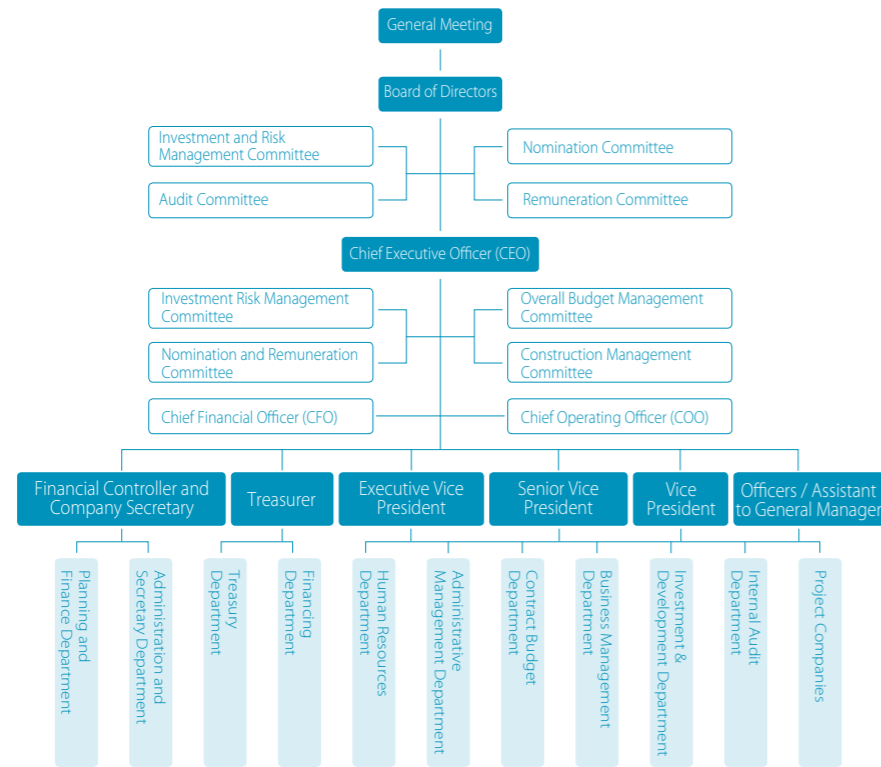 General Meeting
Board of Directors
Investment and Risk
Management Committee
Nomination Committee
Audit Committee
Remuneration Committee
Chief Executive Officer (CEO)
Investment Risk Management
Committee
Overall Budget Management
Committee
Nomination and Remuneration
Committee
Construction Management
Committee
Chief Financial Officer (CFO)
Chief Operating Officer (COO)
Financial Controller and
Company Secretary
Treasurer
Executive Vice
President
Senior Vice
President
Vice
President
Officers / Assistant
to General Manager
Planning and
Finance Department
Administration and
Secretary Department
Treasury
Department
Financing
Department
Human Resources
Department
Administrative
Management Department
Contract Budget
Department
Business Management
Department
Investment &
Development Department
Internal Audit
Department
Project Companies